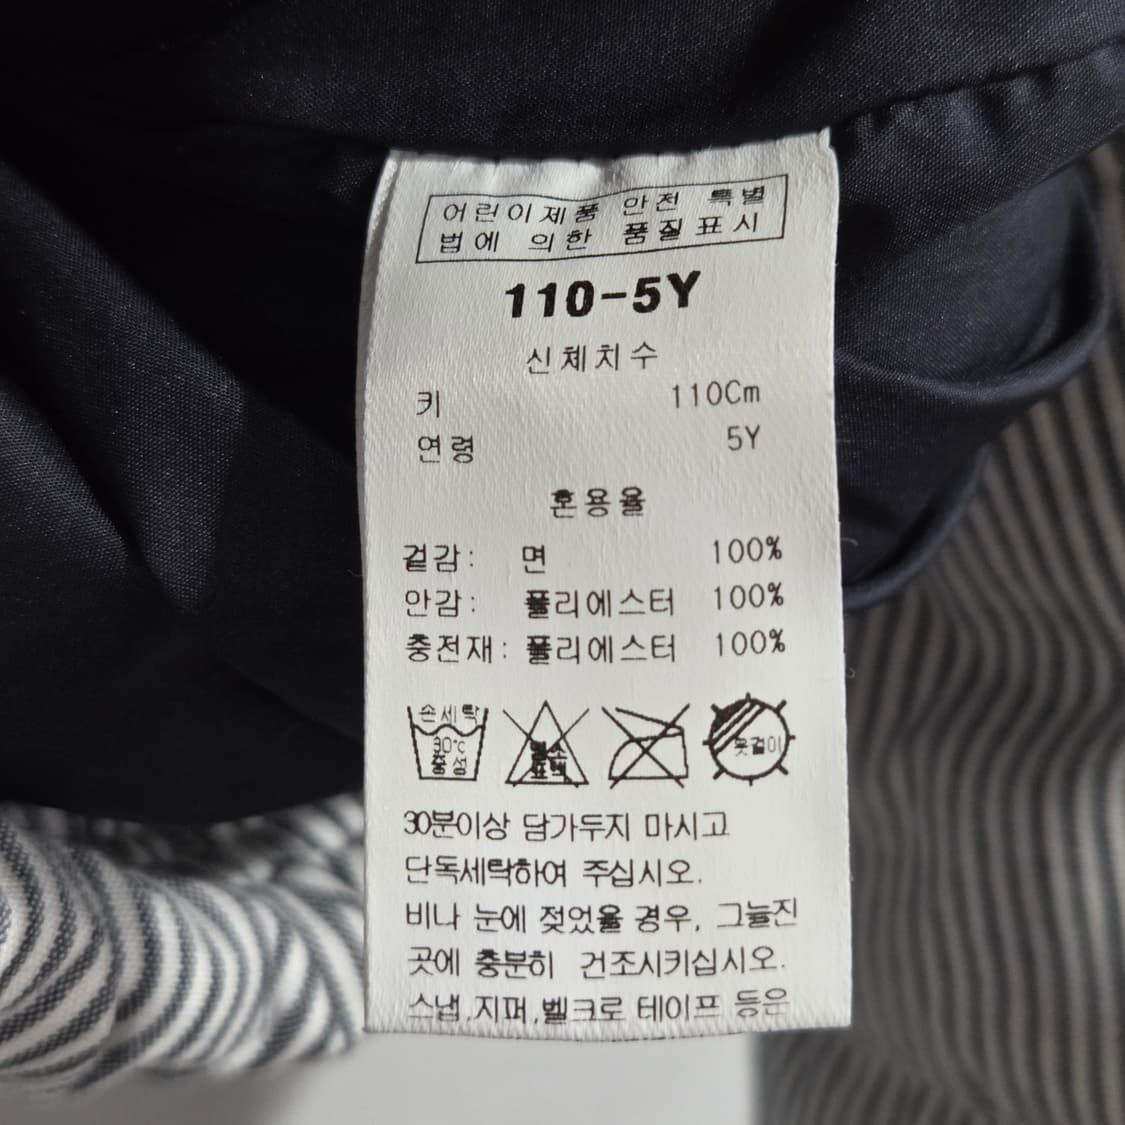 어린이제품 안전 특별
법에 의한 품질표시
110-5Y
신체치수
키 110Cm
연령 5Y
혼용율
겉감: 면 100%
안감: 폴리에스터 100%
충전재: 폴리에스터 100%
손세탁
30℃
중성
염소
표백
옷걸이
30분이상 담가두지 마시고
단독세탁하여 주십시오.
비나 눈에 젖었을 경우, 그늘진
곳에 충분히 건조시키십시오.
스냅,지퍼,벨크로 테이프 등은